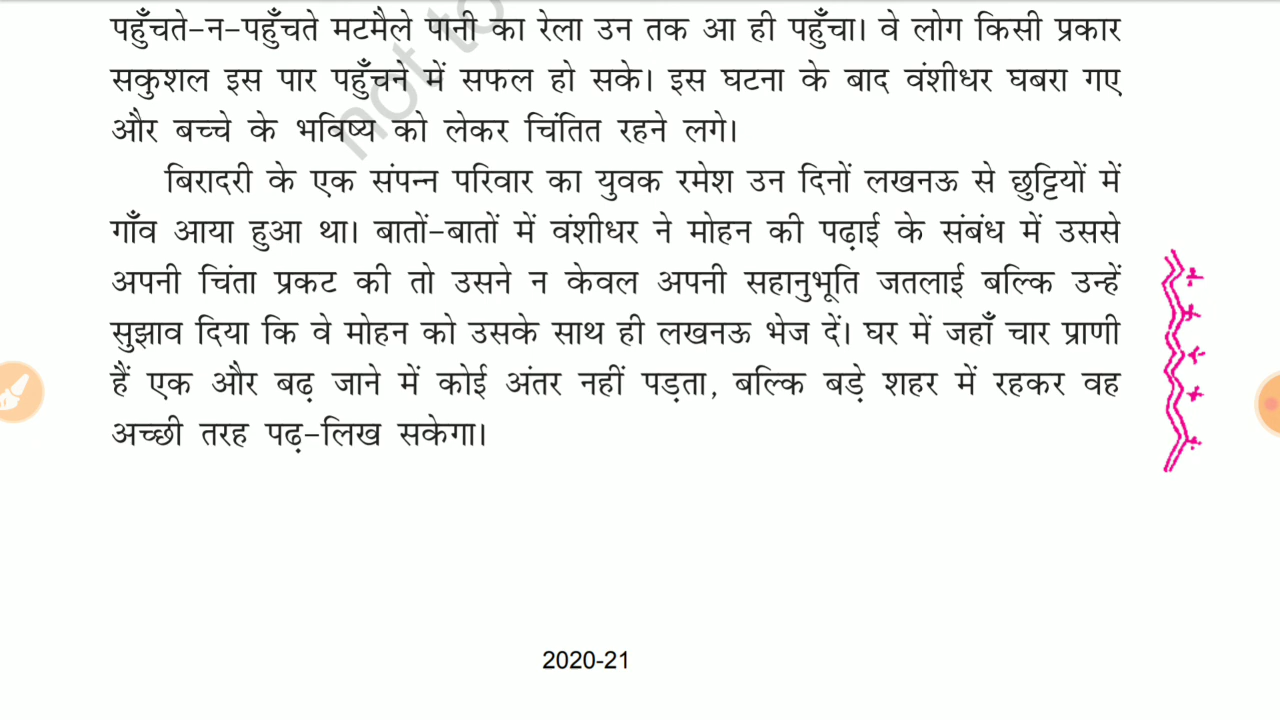 पहुँचते-न-पहुँचते मटमैले पानी का रेला उन तक आ ही पहुँचा। वे लोग किसी प्रकार
सकुशल इस पार पहुँचने में सफल हो सके। इस घटना के बाद वंशीधर घबरा गए
और बच्चे के भविष्य को लेकर चिंतित रहने लगे।
not to
बिरादरी के एक संपन्न परिवार का युवक रमेश उन दिनों लखनऊ से छुट्टियों में
गाँव आया हुआ था। बातों-बातों में वंशीधर ने मोहन की पढ़ाई के संबंध में उससे
अपनी चिंता प्रकट की तो उसने न केवल अपनी सहानुभूति जतलाई बल्कि उन्हें
सुझाव दिया कि वे मोहन को उसके साथ ही लखनऊ भेज दें। घर में जहाँ चार प्राणी
हैं एक और बढ़ जाने में कोई अंतर नहीं पड़ता, बल्कि बड़े शहर में रहकर वह
अच्छी तरह पढ़-लिख सकेगा।
2020-21